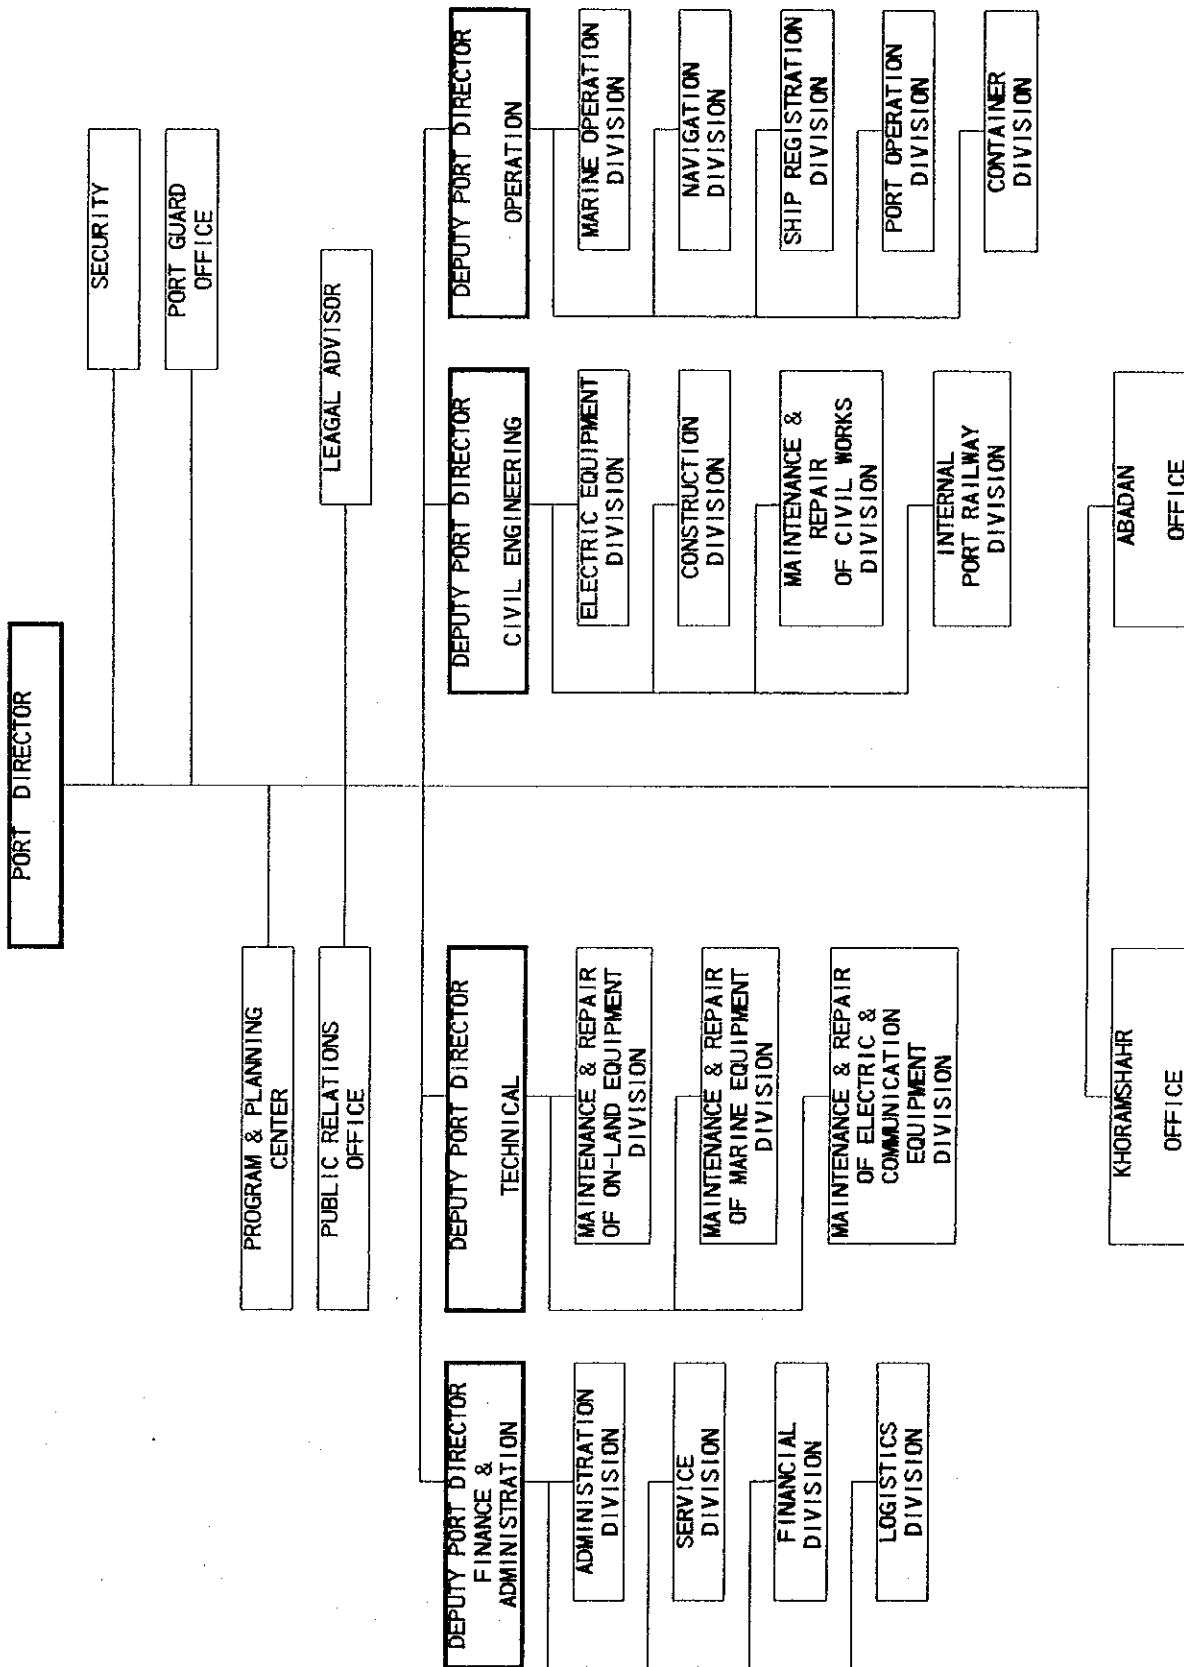 PORT DIRECTOR
SECURITY
PORT GUARD
OFFICE
PROGRAM & PLANNING
CENTER
PUBLIC RELATIONS
OFFICE
LEAGAL ADVISOR
DEPUTY PORT DIRECTOR
FINANCE &
ADMINISTRATION
ADMINISTRATION
DIVISION
SERVICE
DIVISION
FINANCIAL
DIVISION
LOGISTICS
DIVISION
DEPUTY PORT DIRECTOR
TECHNICAL
MAINTENANCE & REPAIR
OF ON-LAND EQUIPMENT
DIVISION
MAINTENANCE & REPAIR
OF MARINE EQUIPMENT
DIVISION
MAINTENANCE & REPAIR
OF ELECTRIC &
COMMUNICATION
EQUIPMENT
DIVISION
DEPUTY PORT DIRECTOR
CIVIL ENGINEERING
ELECTRIC EQUIPMENT
DIVISION
CONSTRUCTION
DIVISION
MAINTENANCE &
REPAIR
OF CIVIL WORKS
DIVISION
INTERNAL
PORT RAILWAY
DIVISION
DEPUTY PORT DIRECTOR
OPERATION
MARINE OPERATION
DIVISION
NAVIGATION
DIVISION
SHIP REGISTRATION
DIVISION
PORT OPERATION
DIVISION
CONTAINER
DIVISION
KHORAMSHAHR
OFFICE
ABADAN
OFFICE